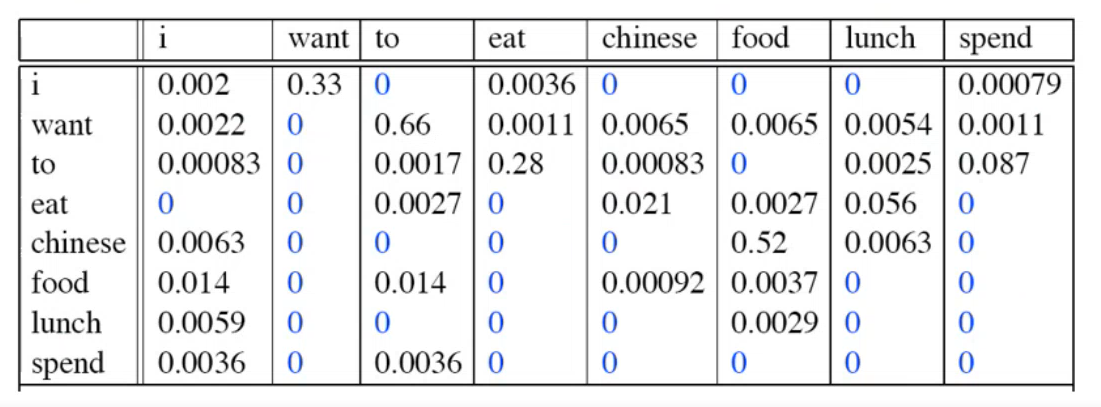 i want to eat chinese food lunch spend
i 0.002 0.33 0 0.0036 0 0 0 0.00079
want 0.0022 0 0.66 0.0011 0.0065 0.0065 0.0054 0.0011
to 0.00083 0 0.0017 0.28 0.00083 0 0.0025 0.087
eat 0 0 0.0027 0 0.021 0.0027 0.056 0
chinese 0.0063 0 0 0 0 0.52 0.0063 0
food 0.014 0 0.014 0 0.00092 0.0037 0 0
lunch 0.0059 0 0 0 0 0.0029 0 0
spend 0.0036 0 0.0036 0 0 0 0 0